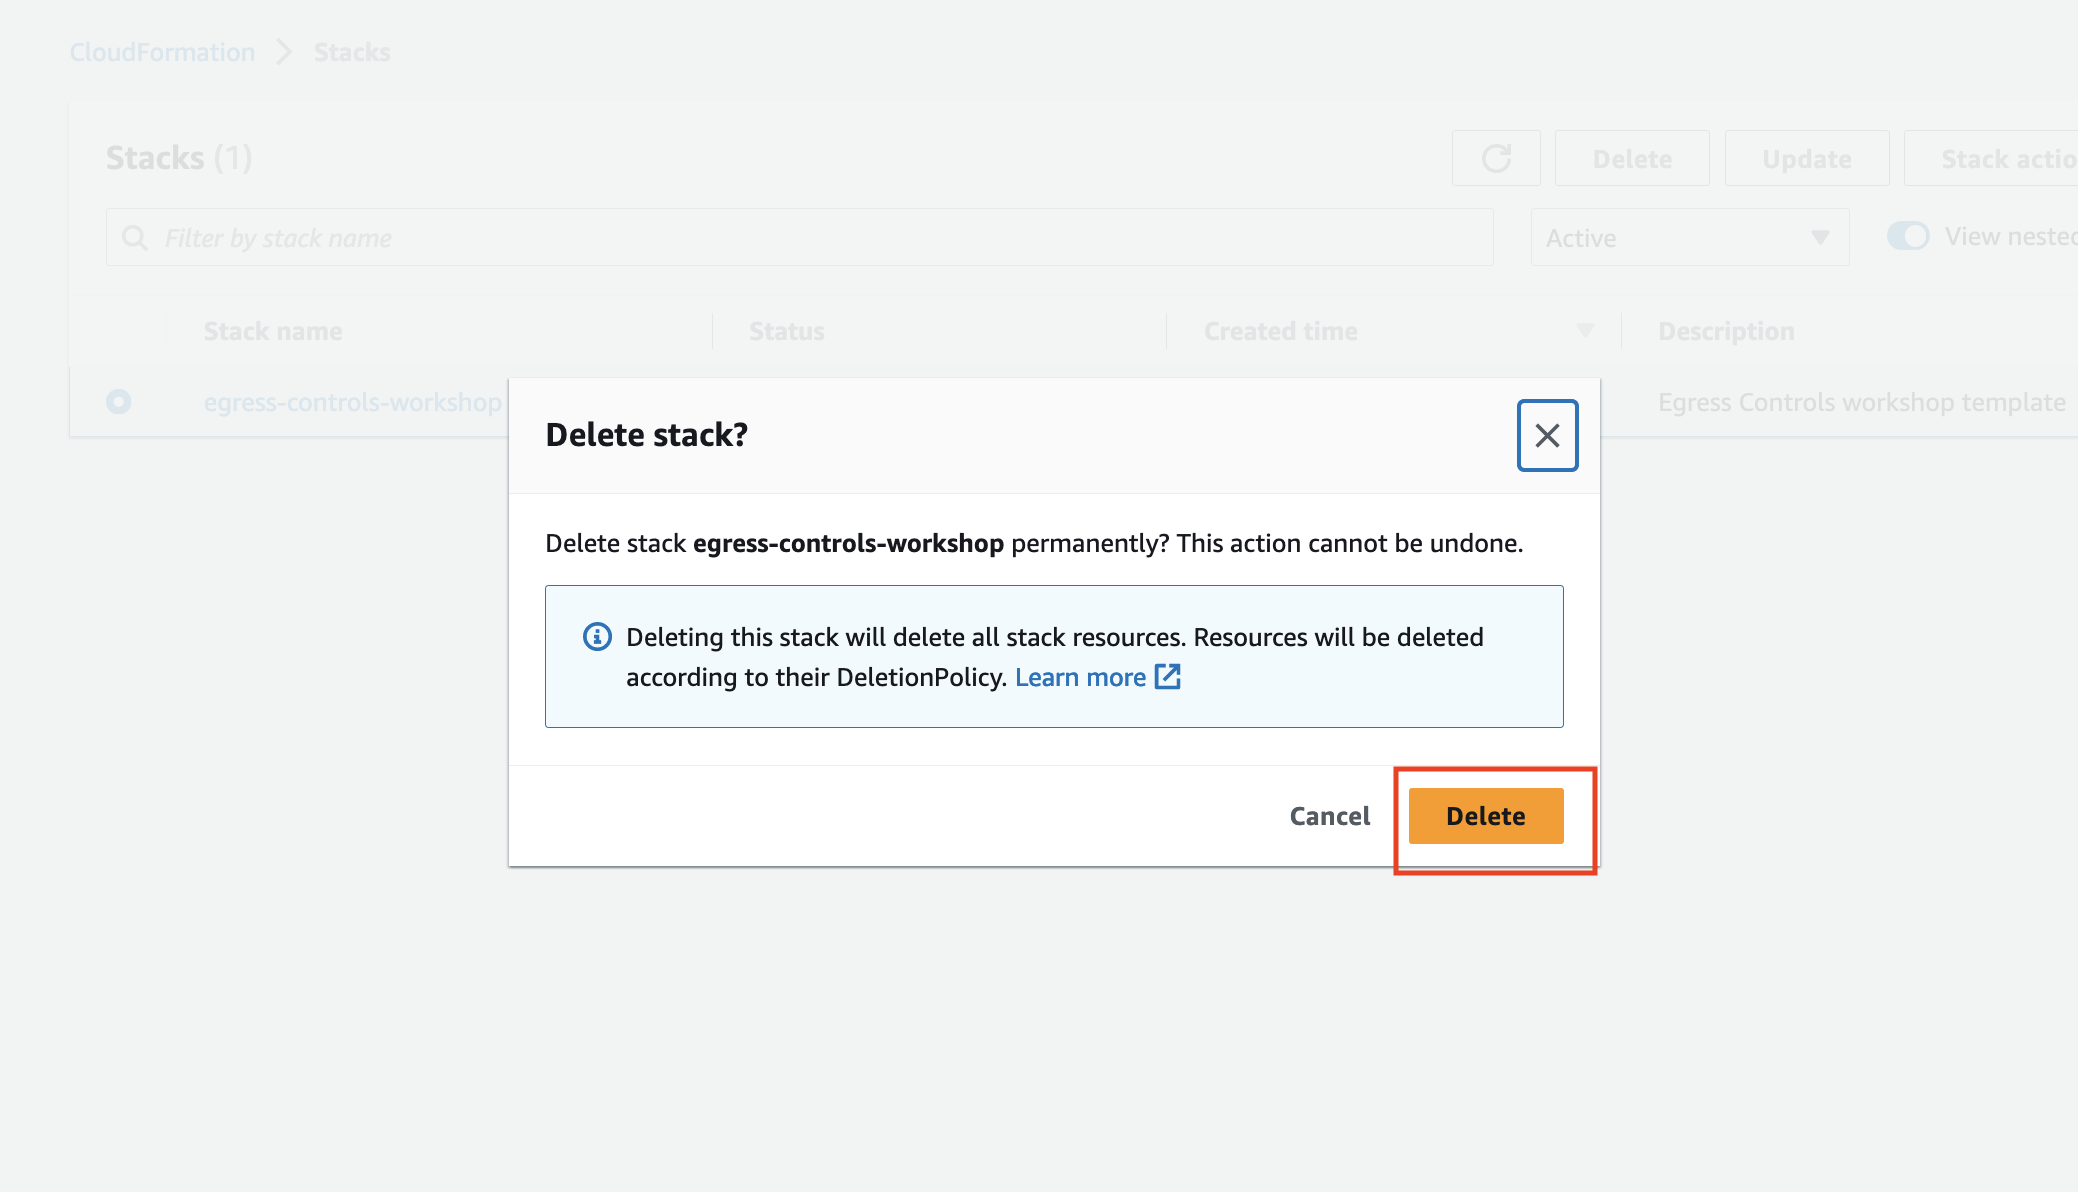 CloudFormation > Stacks
Stacks (1)
Delete
Update
Stack actio
Filter by stack name
Active
View nested
Stack name
Status
Created time
Description
egress-controls-workshop
Egress Controls workshop template
Delete stack?
Delete stack egress-controls-workshop permanently? This action cannot be undone.
Deleting this stack will delete all stack resources. Resources will be deleted
according to their DeletionPolicy. Learn more
Cancel
Delete